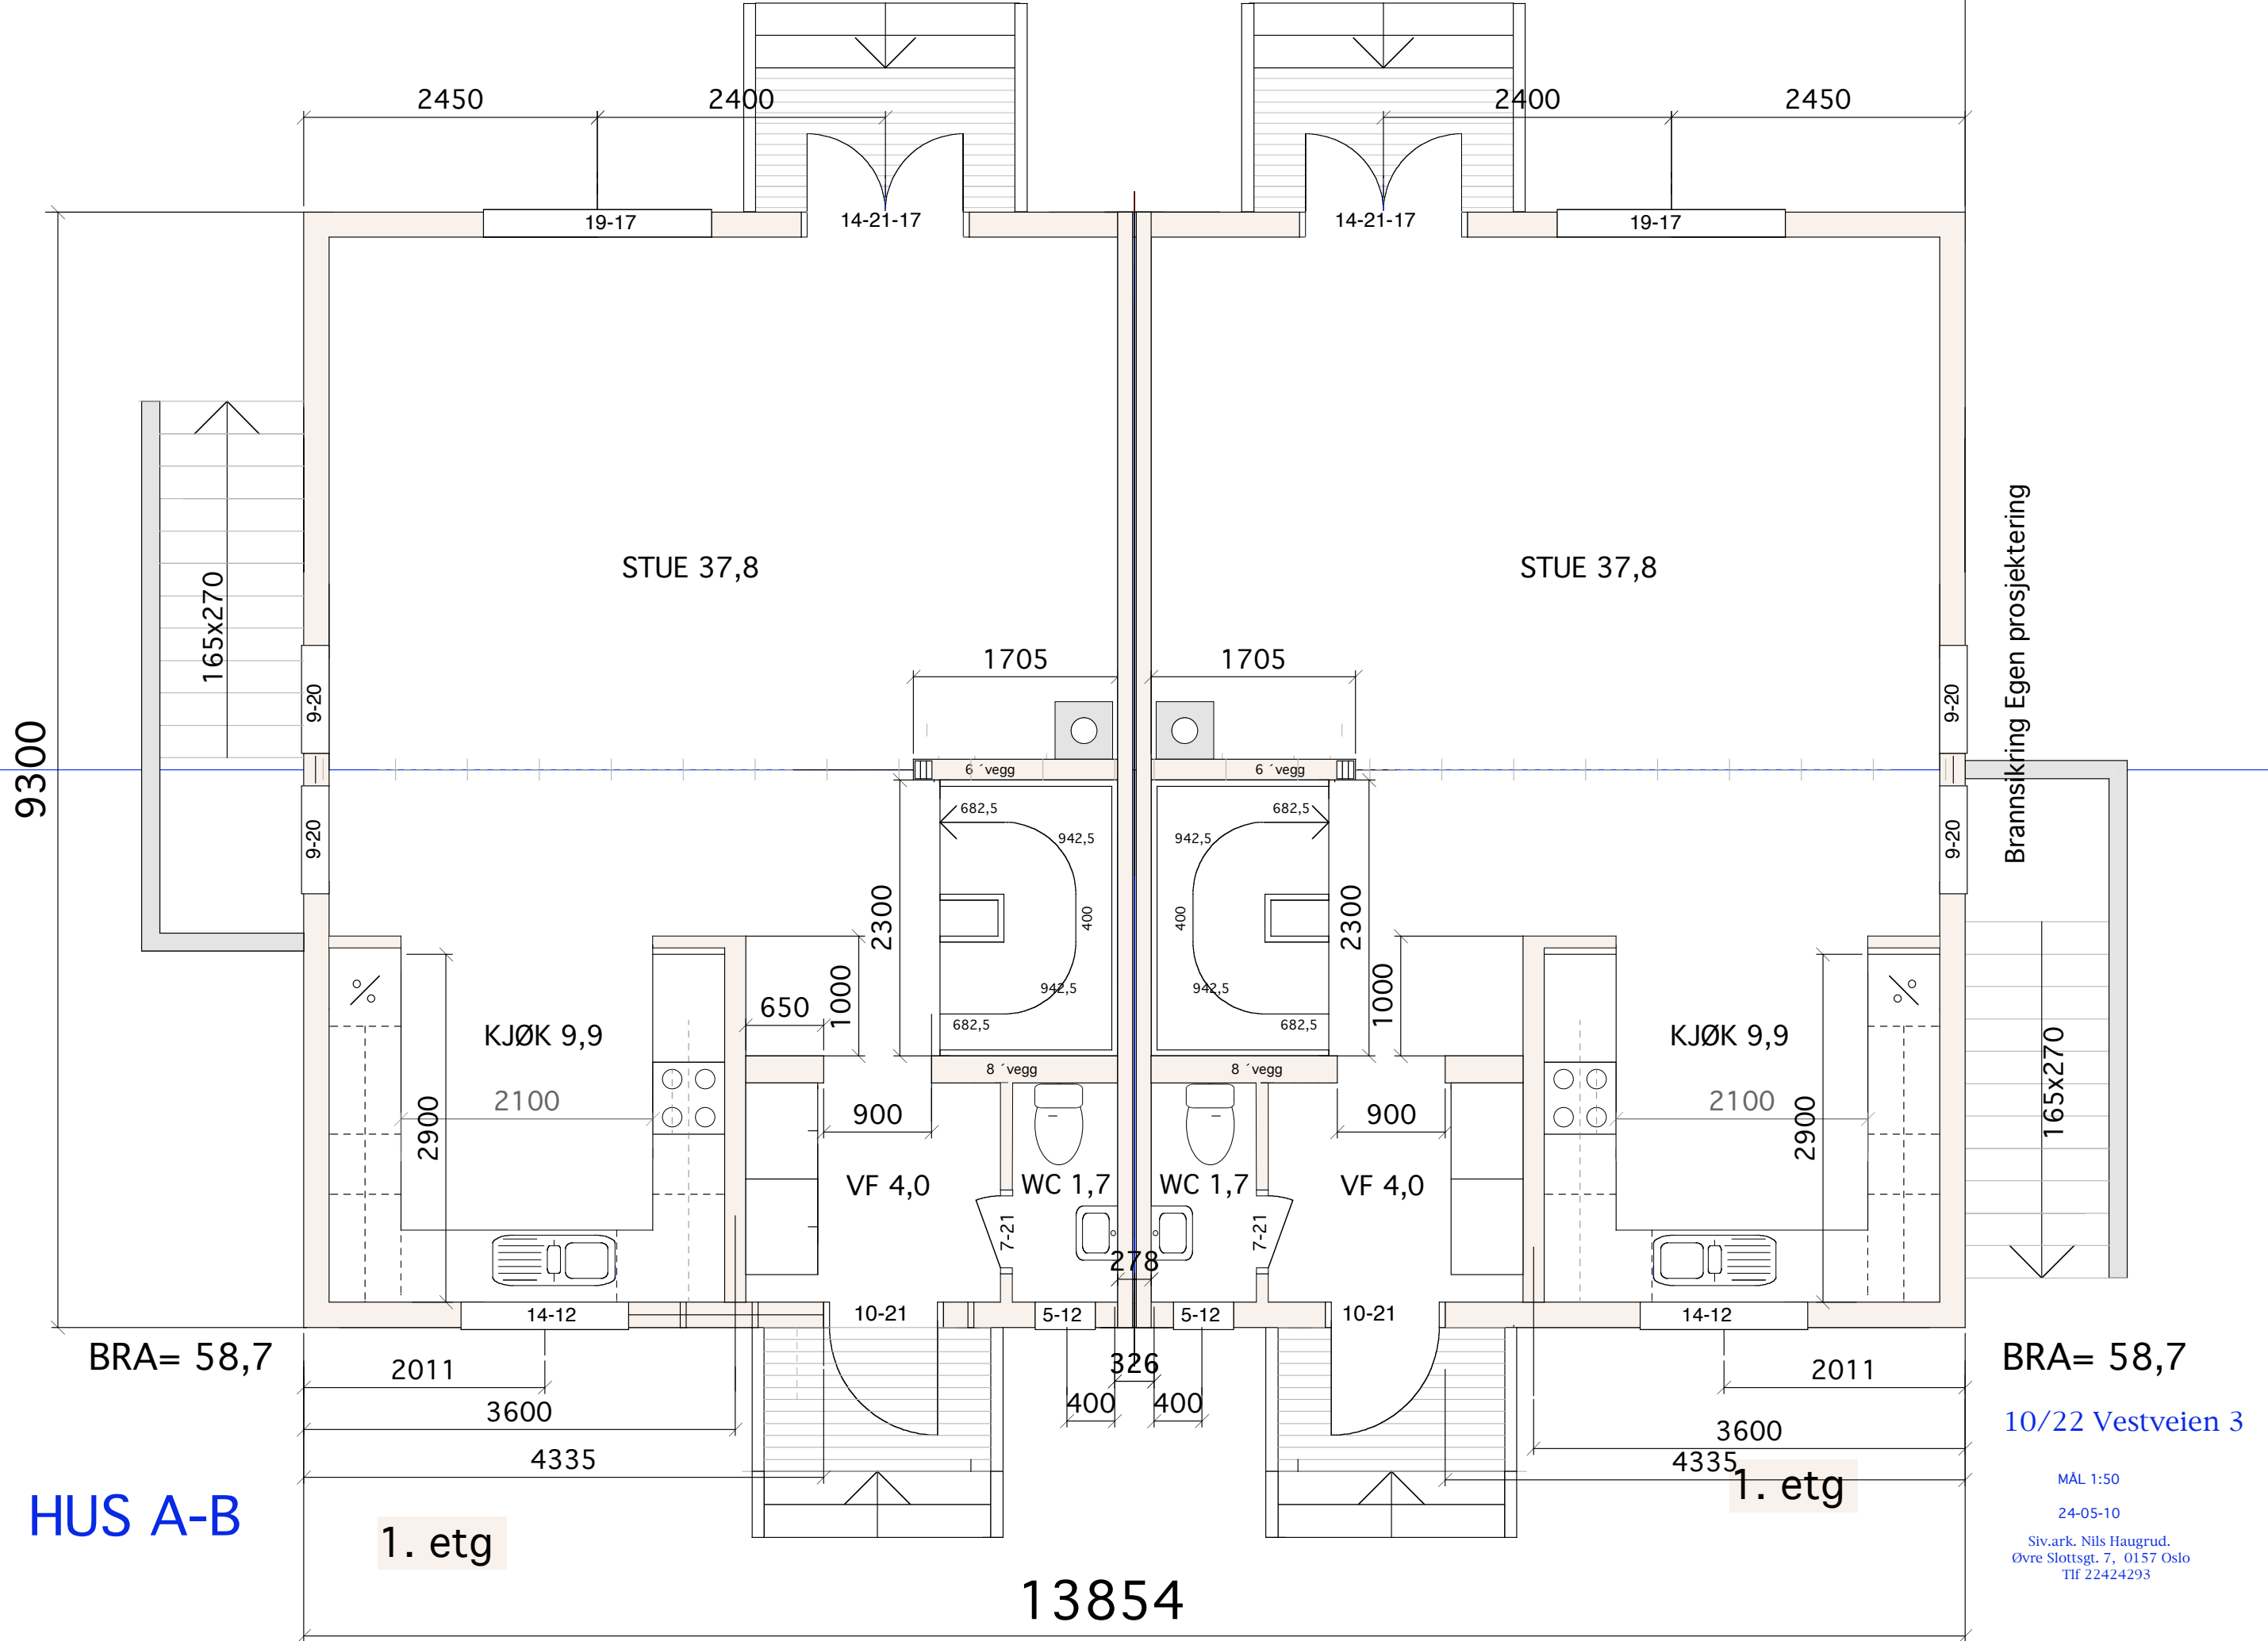 2450
2400
2400
2450
19-17
14-21-17
14-21-17
19-17
STUE 37,8
STUE 37,8
165x270
9-20
9-20
9300
1705
1705
9-20
9-20
Brannsikring Egen prosjektering
6 ´vegg
6 ´vegg
682,5
682,5
942,5
942,5
2300
400
400
2300
942,5
942,5
650
1000
682,5
682,5
1000
KJØK 9,9
KJØK 9,9
2100
2900
8 ´vegg
8 ´vegg
2100
2900
165x270
900
900
VF 4,0
WC 1,7
WC 1,7
VF 4,0
7-21
7-21
278
14-12
10-21
5-12
5-12
10-21
14-12
BRA= 58,7
BRA= 58,7
2011
326
2011
400
400
3600
3600
4335
4335
10/22 Vestveien 3
MÅL 1:50
24-05-10
Siv.ark. Nils Haugrud.
Øvre Slottsgt. 7, 0157 Oslo
Tlf 22424293
HUS A-B
1. etg
1. etg
13854